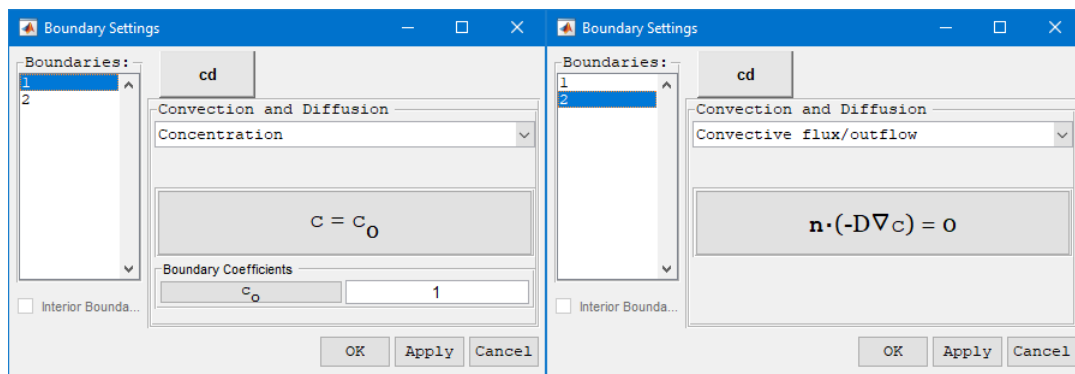 Boundary Settings
Boundaries:
1
2
cd
Convection and Diffusion
Concentration
c = c₀
Boundary Coefficients
c₀
1
Interior Bounda...
OK Apply Cancel
Boundary Settings
Boundaries:
1
2
cd
Convection and Diffusion
Convective flux/outflow
n·(-D∇c) = 0
Interior Bounda...
OK Apply Cancel